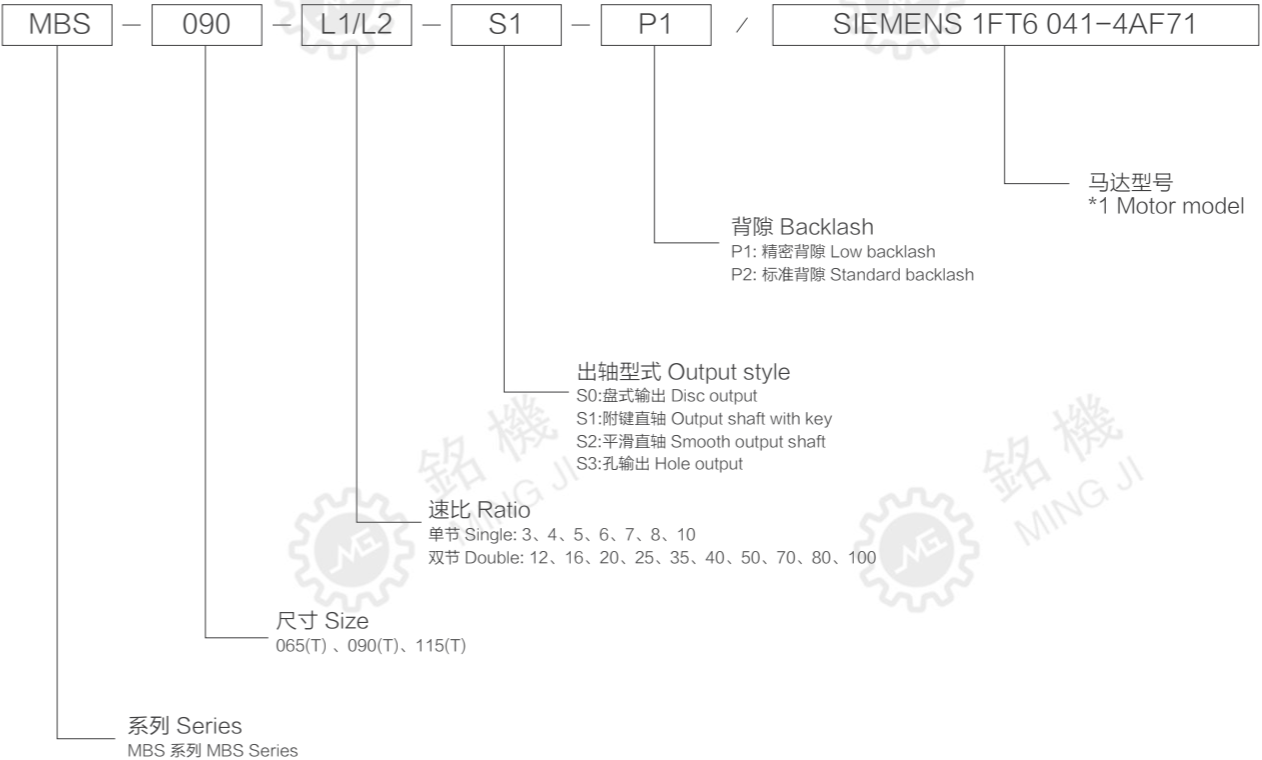 MBS － 090 － L1/L2 － S1 － P1 / SIEMENS 1FT6 041-4AF71
马达型号
*1 Motor model
背隙 Backlash
P1: 精密背隙 Low backlash
P2: 标准背隙 Standard backlash
出轴型式 Output style
S0:盘式输出 Disc output
S1:附键直轴 Output shaft with key
S2:平滑直轴 Smooth output shaft
S3:孔输出 Hole output
速比 Ratio
单节 Single: 3、4、5、6、7、8、10
双节 Double: 12、16、20、25、35、40、50、70、80、100
尺寸 Size
065(T) 、090(T)、115(T)
系列 Series
MBS 系列 MBS Series
銘機
MING JI
MG
銘機
MING JI
MG